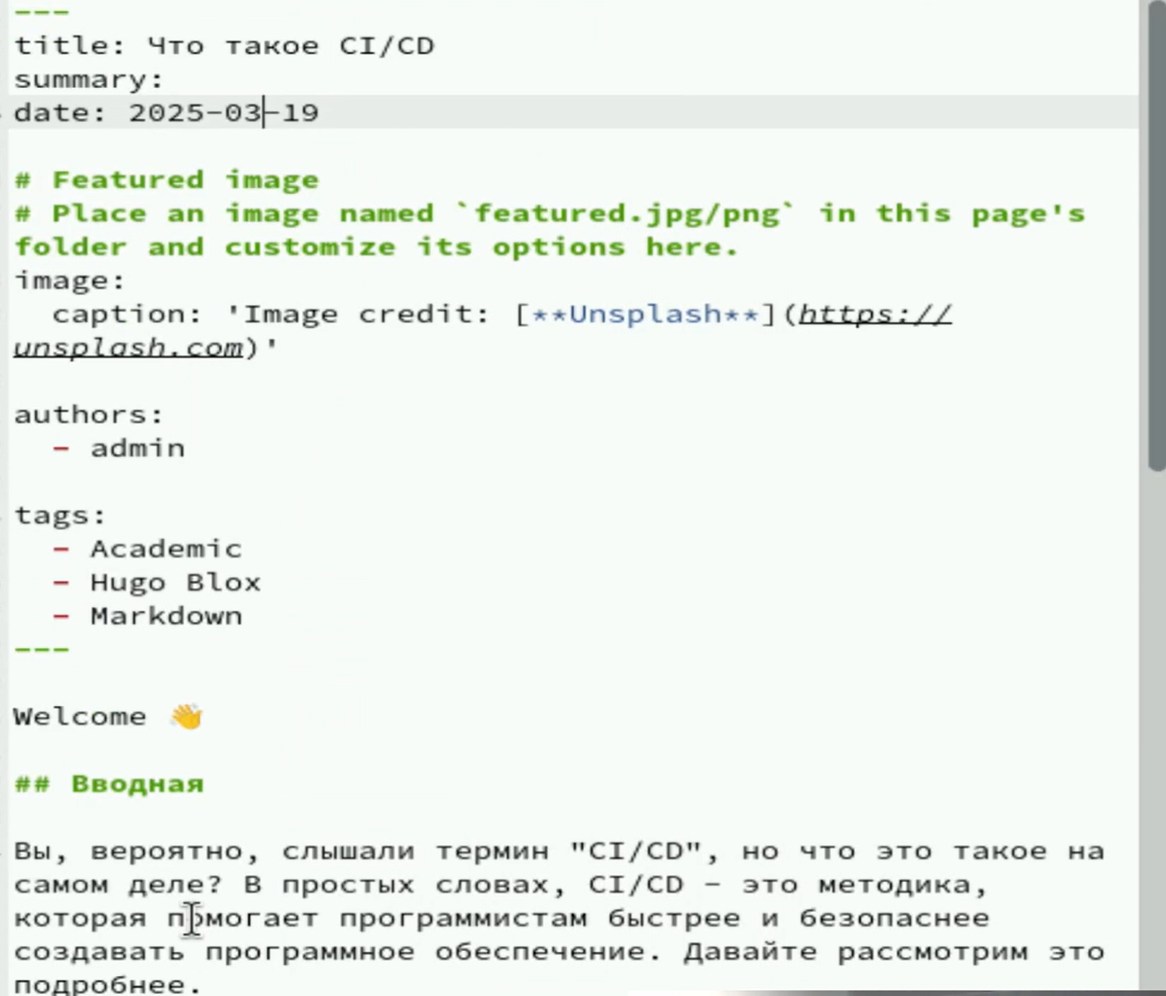 ---
title: Что такое CI/CD
summary:
date: 2025-03-19
# Featured image
# Place an image named `featured.jpg/png` in this page's
folder and customize its options here.
image:
  caption: 'Image credit: [**Unsplash**](https://
unsplash.com)'
authors:
  - admin
tags:
  - Academic
  - Hugo Blox
  - Markdown
---
Welcome 👋
## Вводная
Вы, вероятно, слышали термин "CI/CD", но что это такое на
самом деле? В простых словах, CI/CD – это методика,
которая помогает программистам быстрее и безопаснее
создавать программное обеспечение. Давайте рассмотрим это
подробнее.